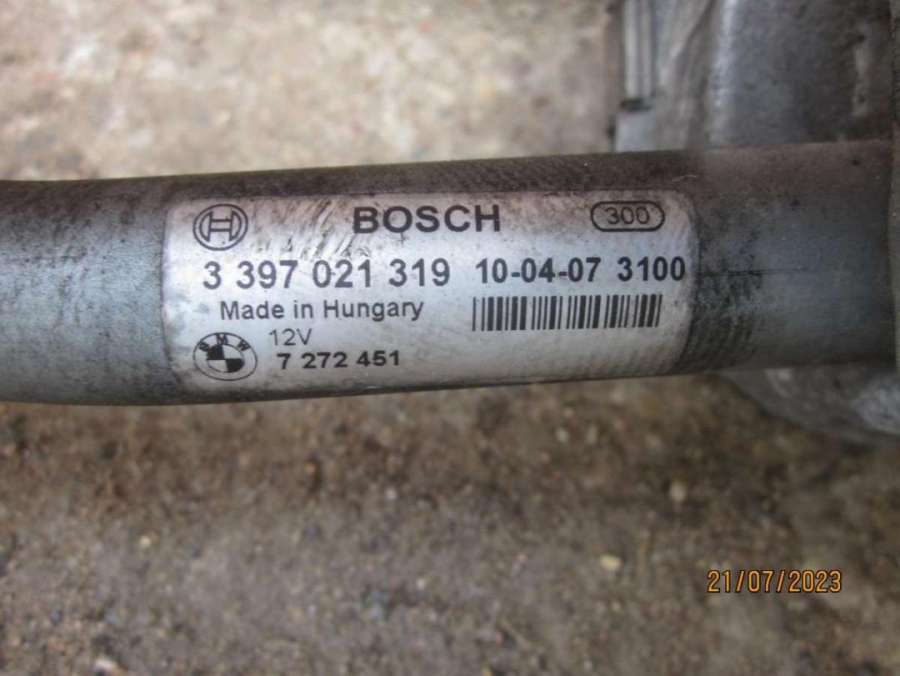 BOSCH 300
3 397 021 319 10-04-07 3100
Made in Hungary
12V
BMW 7 272 451
21/07/2023